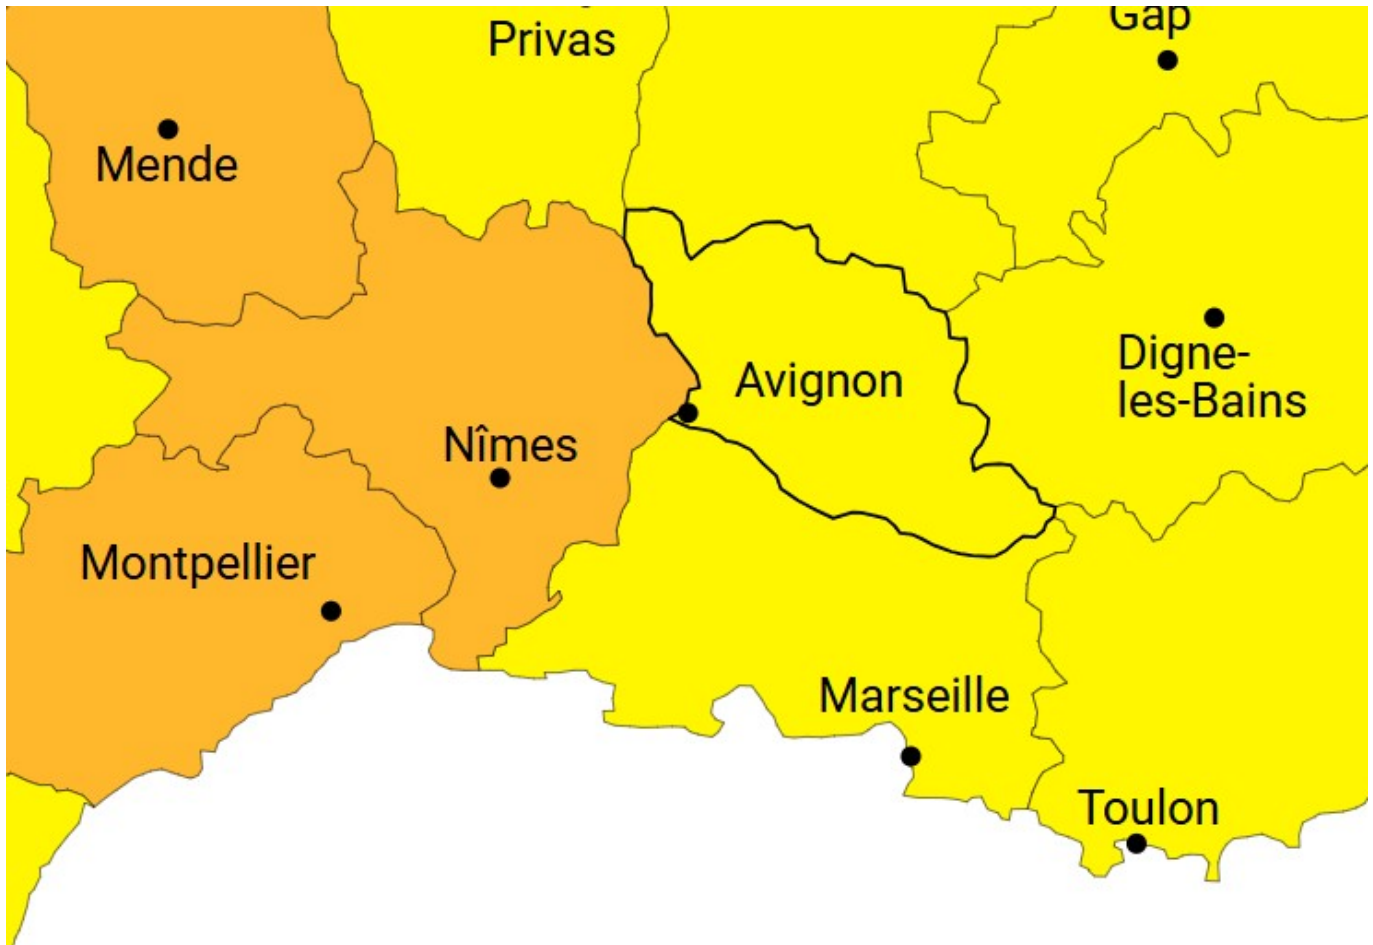 Gap
Privas
Mende
Digne-
les-Bains
Avignon
Nîmes
Montpellier
Marseille
Toulon